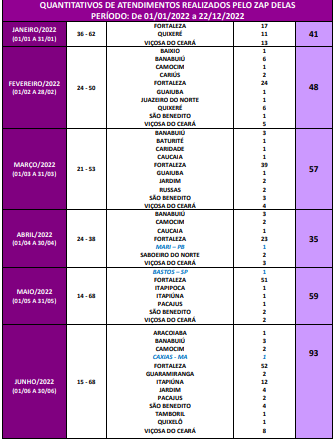 QUANTITATIVOS DE ATENDIMENTOS REALIZADOS PELO ZAP DELAS
PERÍODO: De 01/01/2022 a 22/12/2022
JANEIRO/2022
(01/01 A 31/01)
36 - 62
FORTALEZA 17
QUIXERÉ 11
VIÇOSA DO CEARÁ 13
41
FEVEREIRO/2022
(01/02 A 28/02)
24 - 50
BAIXIO 1
BANABUIÚ 6
CAMOCIM 1
CARIÚS 2
FORTALEZA 24
GUAIUBA 1
JUAZEIRO DO NORTE 1
QUIXERÉ 6
SÃO BENEDITO 1
VIÇOSA DO CEARÁ 5
48
MARÇO/2022
(01/03 A 31/03)
21 - 53
BANABUIÚ 3
BATURITÉ 1
CARIDADE 1
CAUCAIA 1
FORTALEZA 39
GUAIUBA 1
JARDIM 2
RUSSAS 2
SÃO BENEDITO 3
VIÇOSA DO CEARÁ 4
57
ABRIL/2022
(01/04 A 30/04)
24 - 38
BANABUIÚ 3
CAMOCIM 2
CAUCAIA 1
FORTALEZA 23
MARI – PB 1
SABOEIRO DO NORTE 2
VIÇOSA DO CEARÁ 3
35
MAIO/2022
(01/05 A 31/05)
14 - 68
BASTOS – SP 1
FORTALEZA 51
ITAPIPOCA 1
ITAPIÚNA 1
PACAJUS 1
SÃO BENEDITO 2
VIÇOSA DO CEARÁ 2
59
JUNHO/2022
(01/06 A 30/06)
15 - 68
ARACOIABA 1
BANABUIÚ 3
CAMOCIM 2
CAXIAS - MA 1
FORTALEZA 52
GUARAMIRANGA 2
ITAPIÚNA 12
JARDIM 4
PACAJUS 2
SÃO BENEDITO 4
TAMBORIL 1
QUIXELÔ 1
VIÇOSA DO CEARÁ 8
93